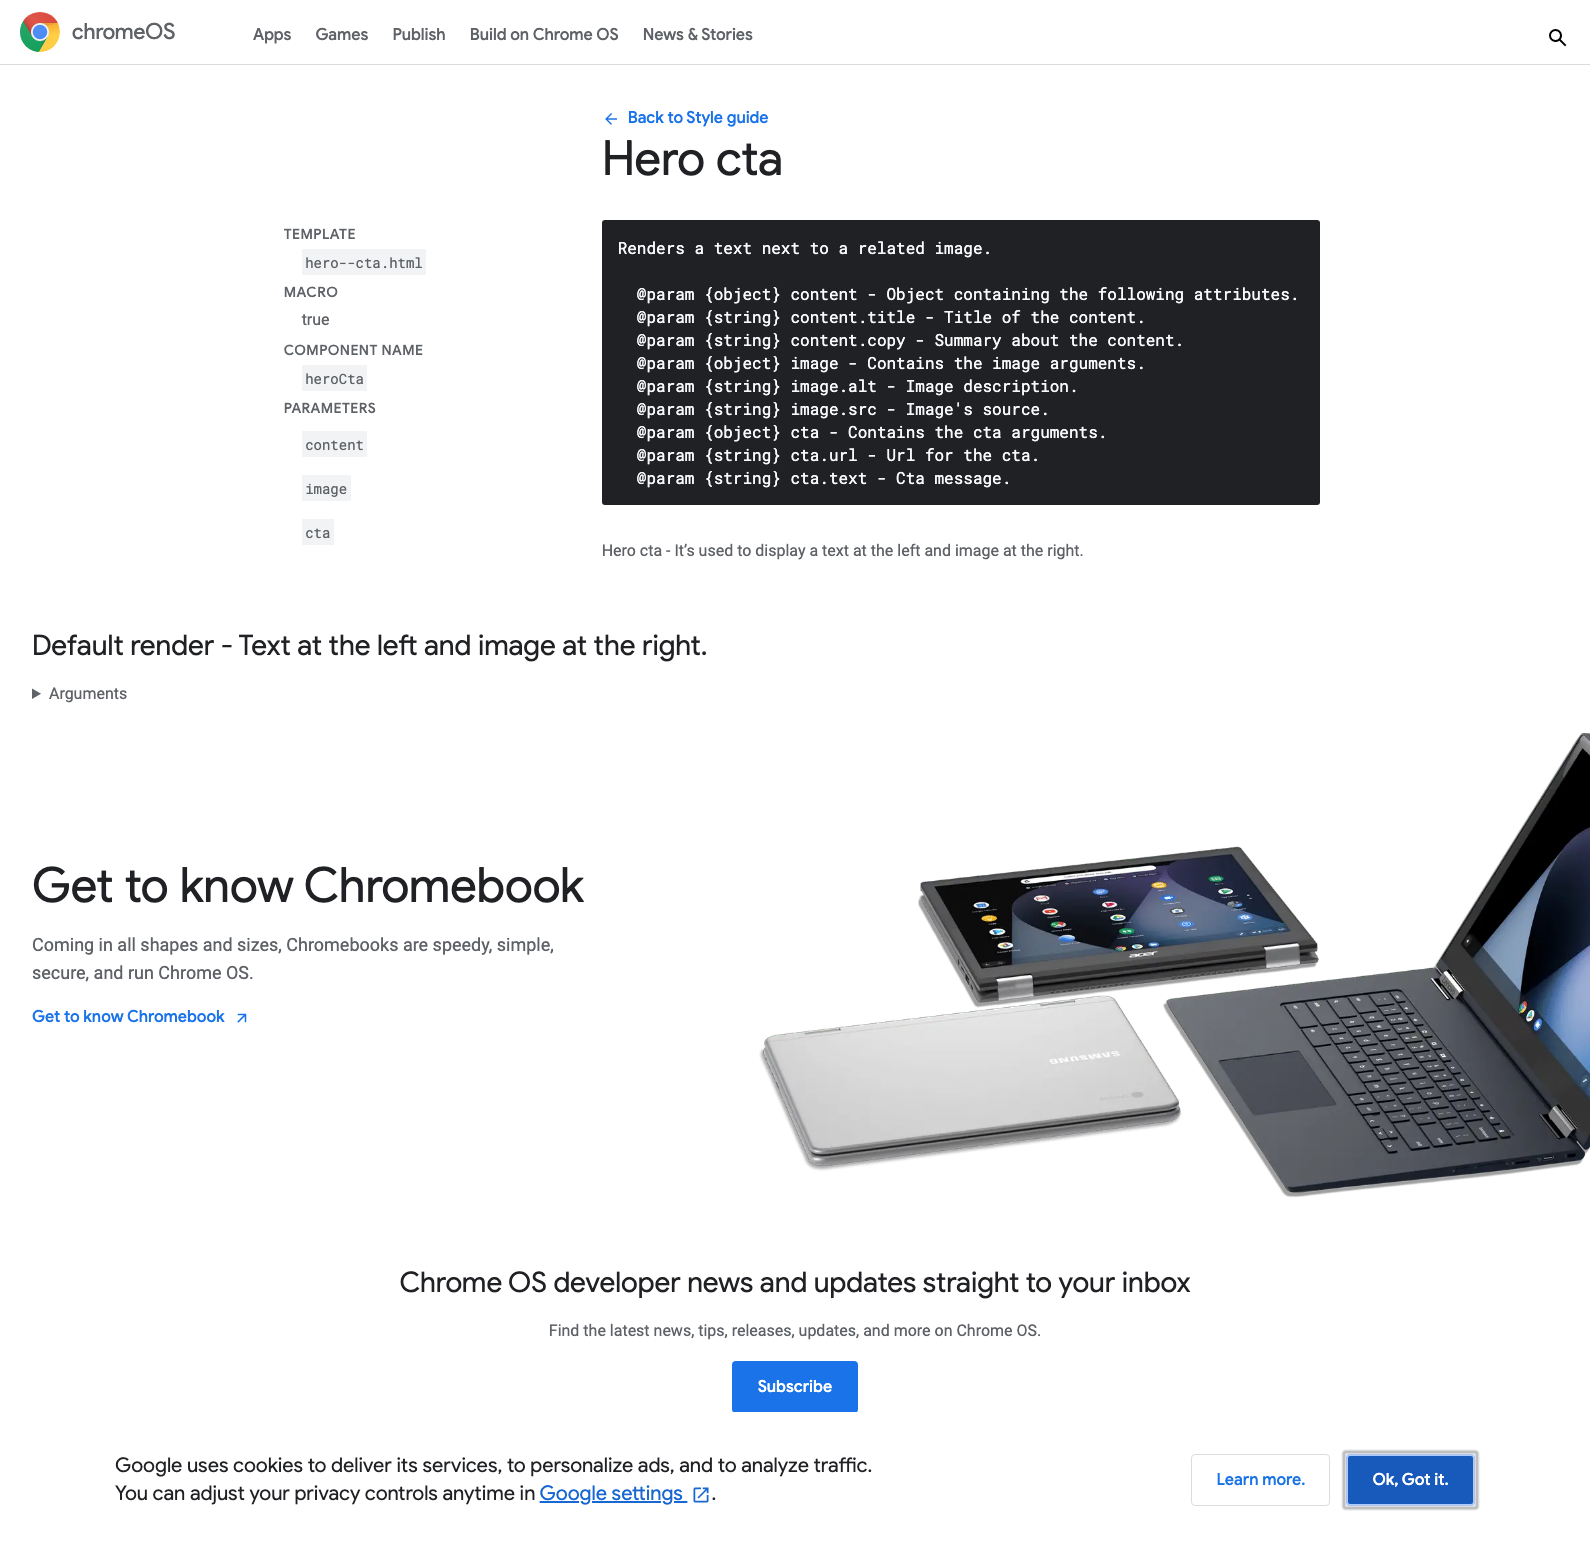 chromeOS
Apps
Games
Publish
Build on Chrome OS
News & Stories
Back to Style guide
Hero cta
TEMPLATE
hero--cta.html
MACRO
true
COMPONENT NAME
heroCta
PARAMETERS
content
image
cta
Renders a text next to a related image.
@param {object} content - Object containing the following attributes.
@param {string} content.title - Title of the content.
@param {string} content.copy - Summary about the content.
@param {object} image - Contains the image arguments.
@param {string} image.alt - Image description.
@param {string} image.src - Image's source.
@param {object} cta - Contains the cta arguments.
@param {string} cta.url - Url for the cta.
@param {string} cta.text - Cta message.
Hero cta - It’s used to display a text at the left and image at the right.
Default render - Text at the left and image at the right.
Arguments
Get to know Chromebook
Coming in all shapes and sizes, Chromebooks are speedy, simple,
secure, and run Chrome OS.
Get to know Chromebook
acer
SAMSUNG
Chrome OS developer news and updates straight to your inbox
Find the latest news, tips, releases, updates, and more on Chrome OS.
Subscribe
Google uses cookies to deliver its services, to personalize ads, and to analyze traffic.
You can adjust your privacy controls anytime in Google settings .
Learn more.
Ok, Got it.